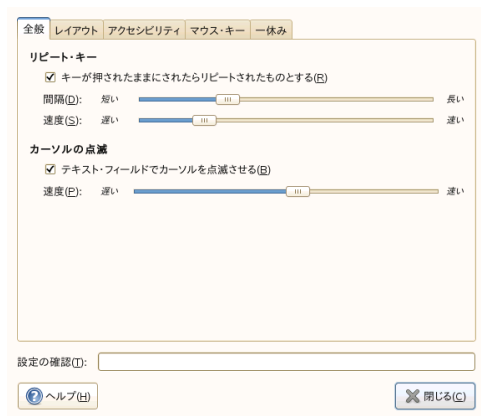 全般 レイアウト アクセシビリティ マウス・キー 一休み
リピート・キー
キーが押されたままにされたらリピートされたものとする(R)
間隔(D): 短い 長い
速度(S): 遅い 速い
カーソルの点滅
テキスト・フィールドでカーソルを点滅させる(B)
速度(P): 遅い 速い
設定の確認(T):
ヘルプ(H) 閉じる(C)